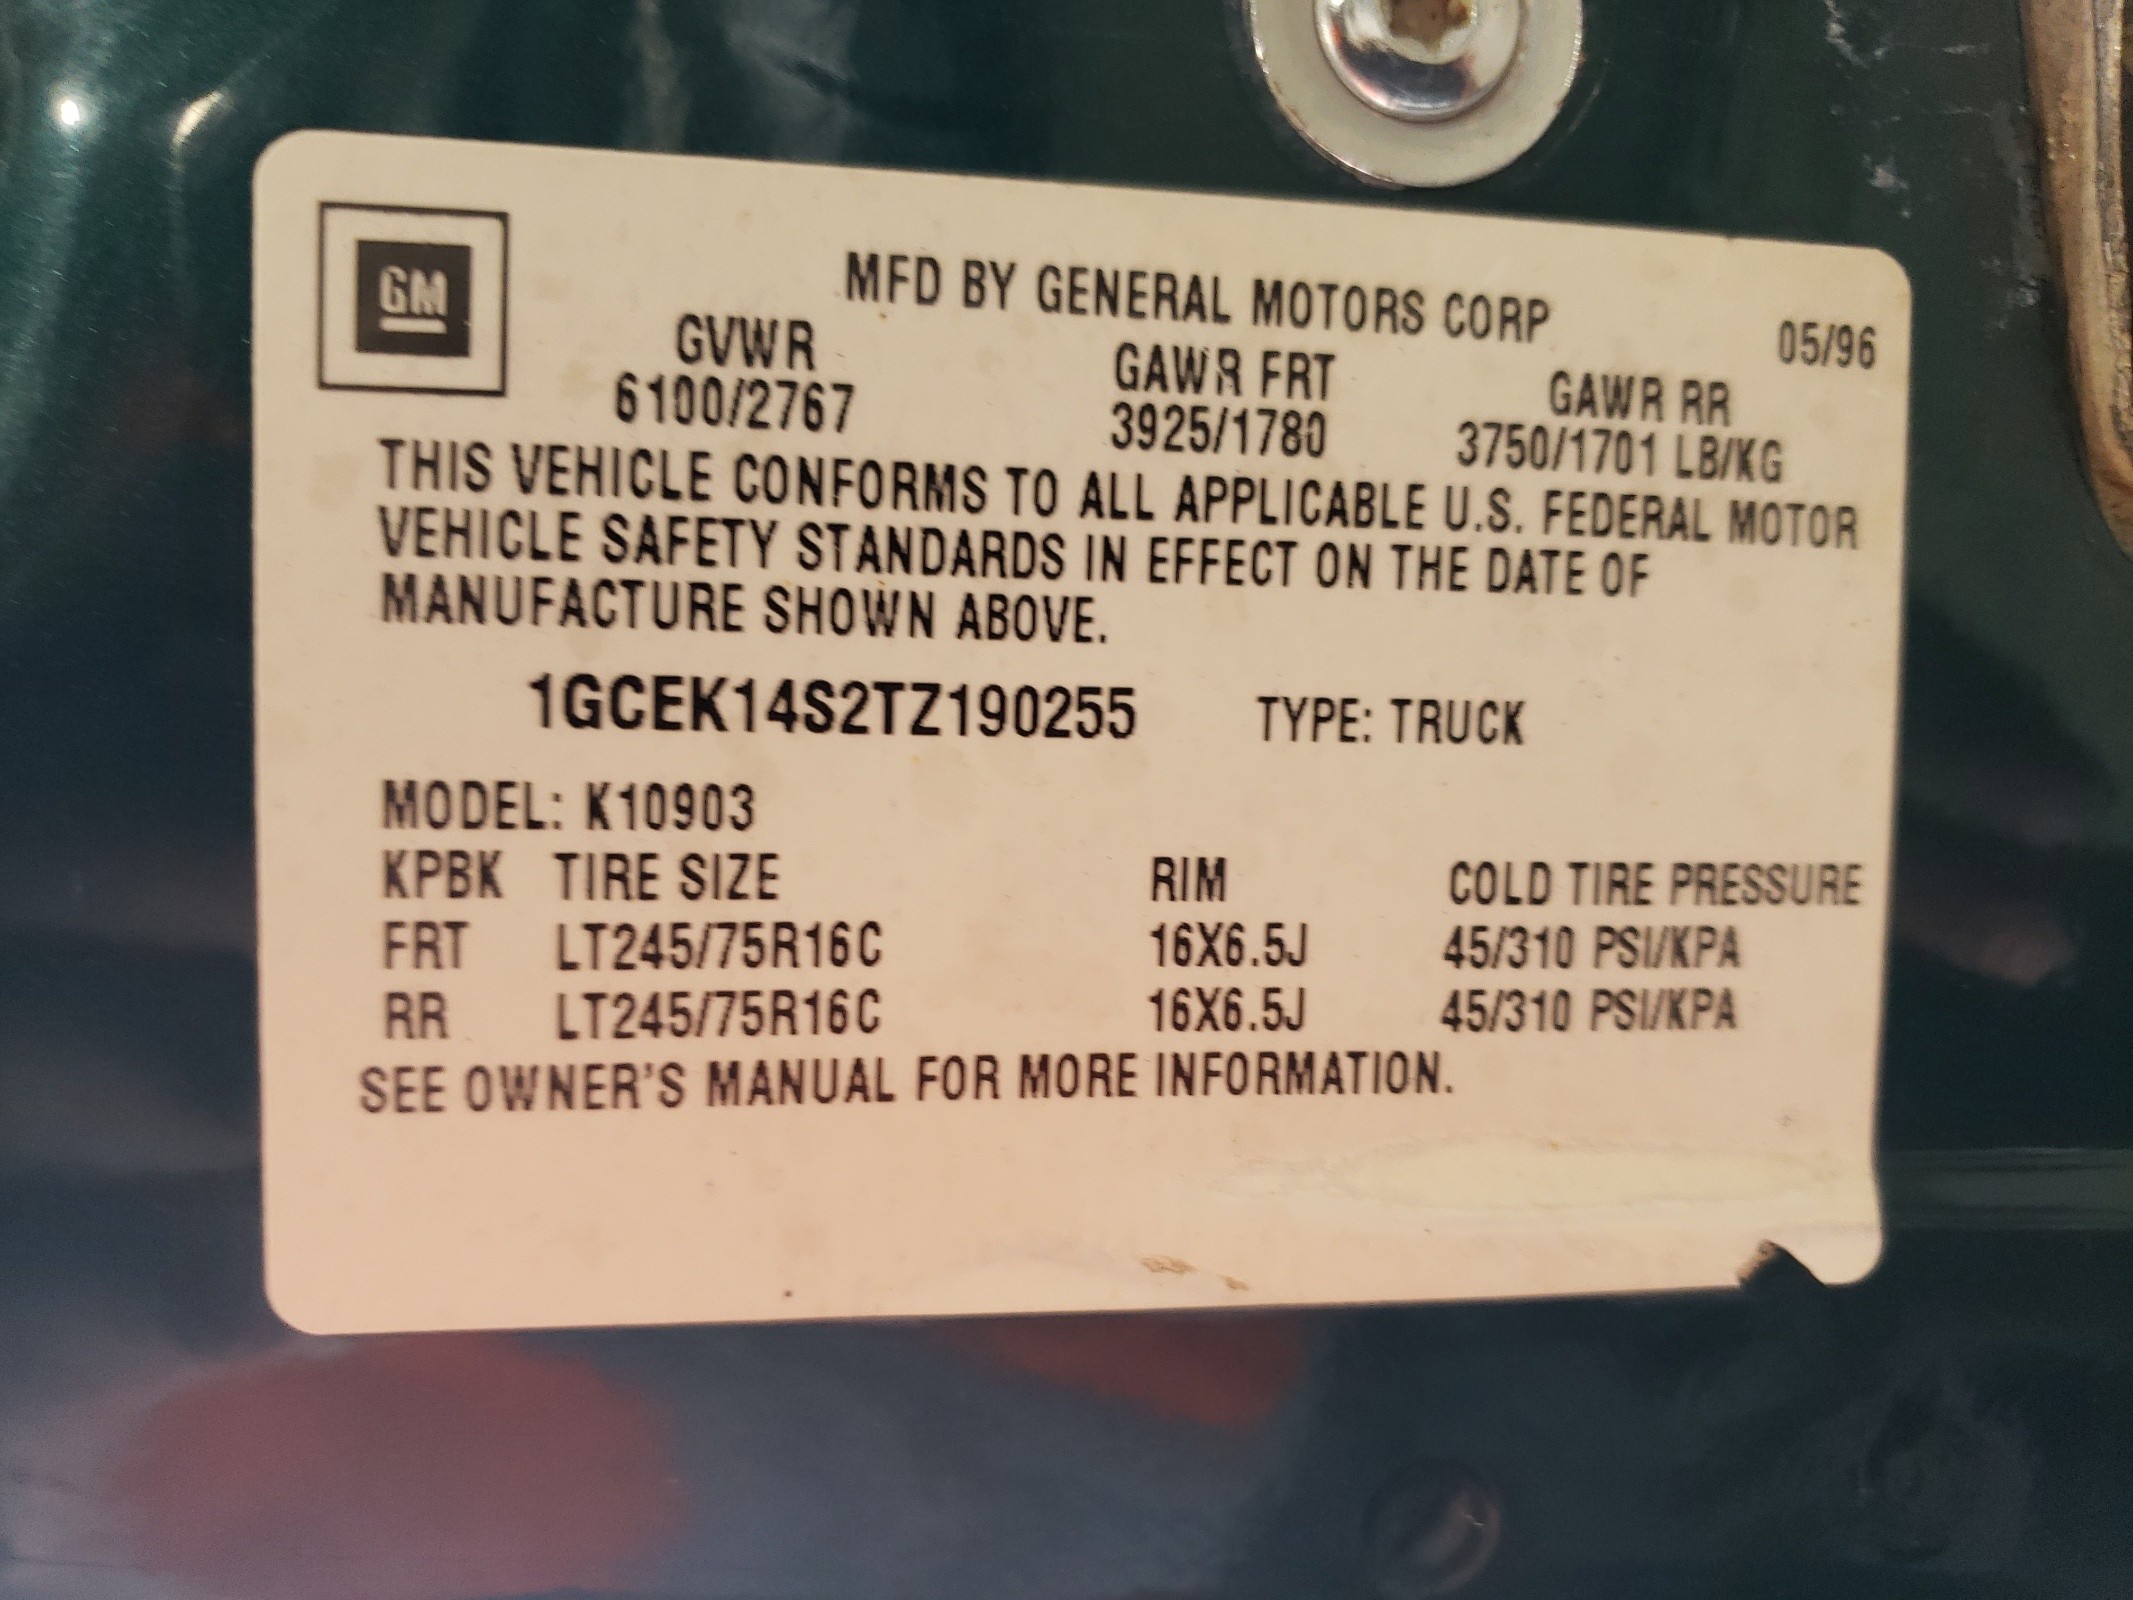 GM
MFD BY GENERAL MOTORS CORP
05/96
GVWR GAWR FRT GAWR RR
6100/2767 3925/1780 3750/1701 LB/KG
THIS VEHICLE CONFORMS TO ALL APPLICABLE U.S. FEDERAL MOTOR
VEHICLE SAFETY STANDARDS IN EFFECT ON THE DATE OF
MANUFACTURE SHOWN ABOVE.
1GCEK14S2TZ190255 TYPE: TRUCK
MODEL: K10903
KPBK TIRE SIZE RIM COLD TIRE PRESSURE
FRT LT245/75R16C 16X6.5J 45/310 PSI/KPA
RR LT245/75R16C 16X6.5J 45/310 PSI/KPA
SEE OWNER'S MANUAL FOR MORE INFORMATION.